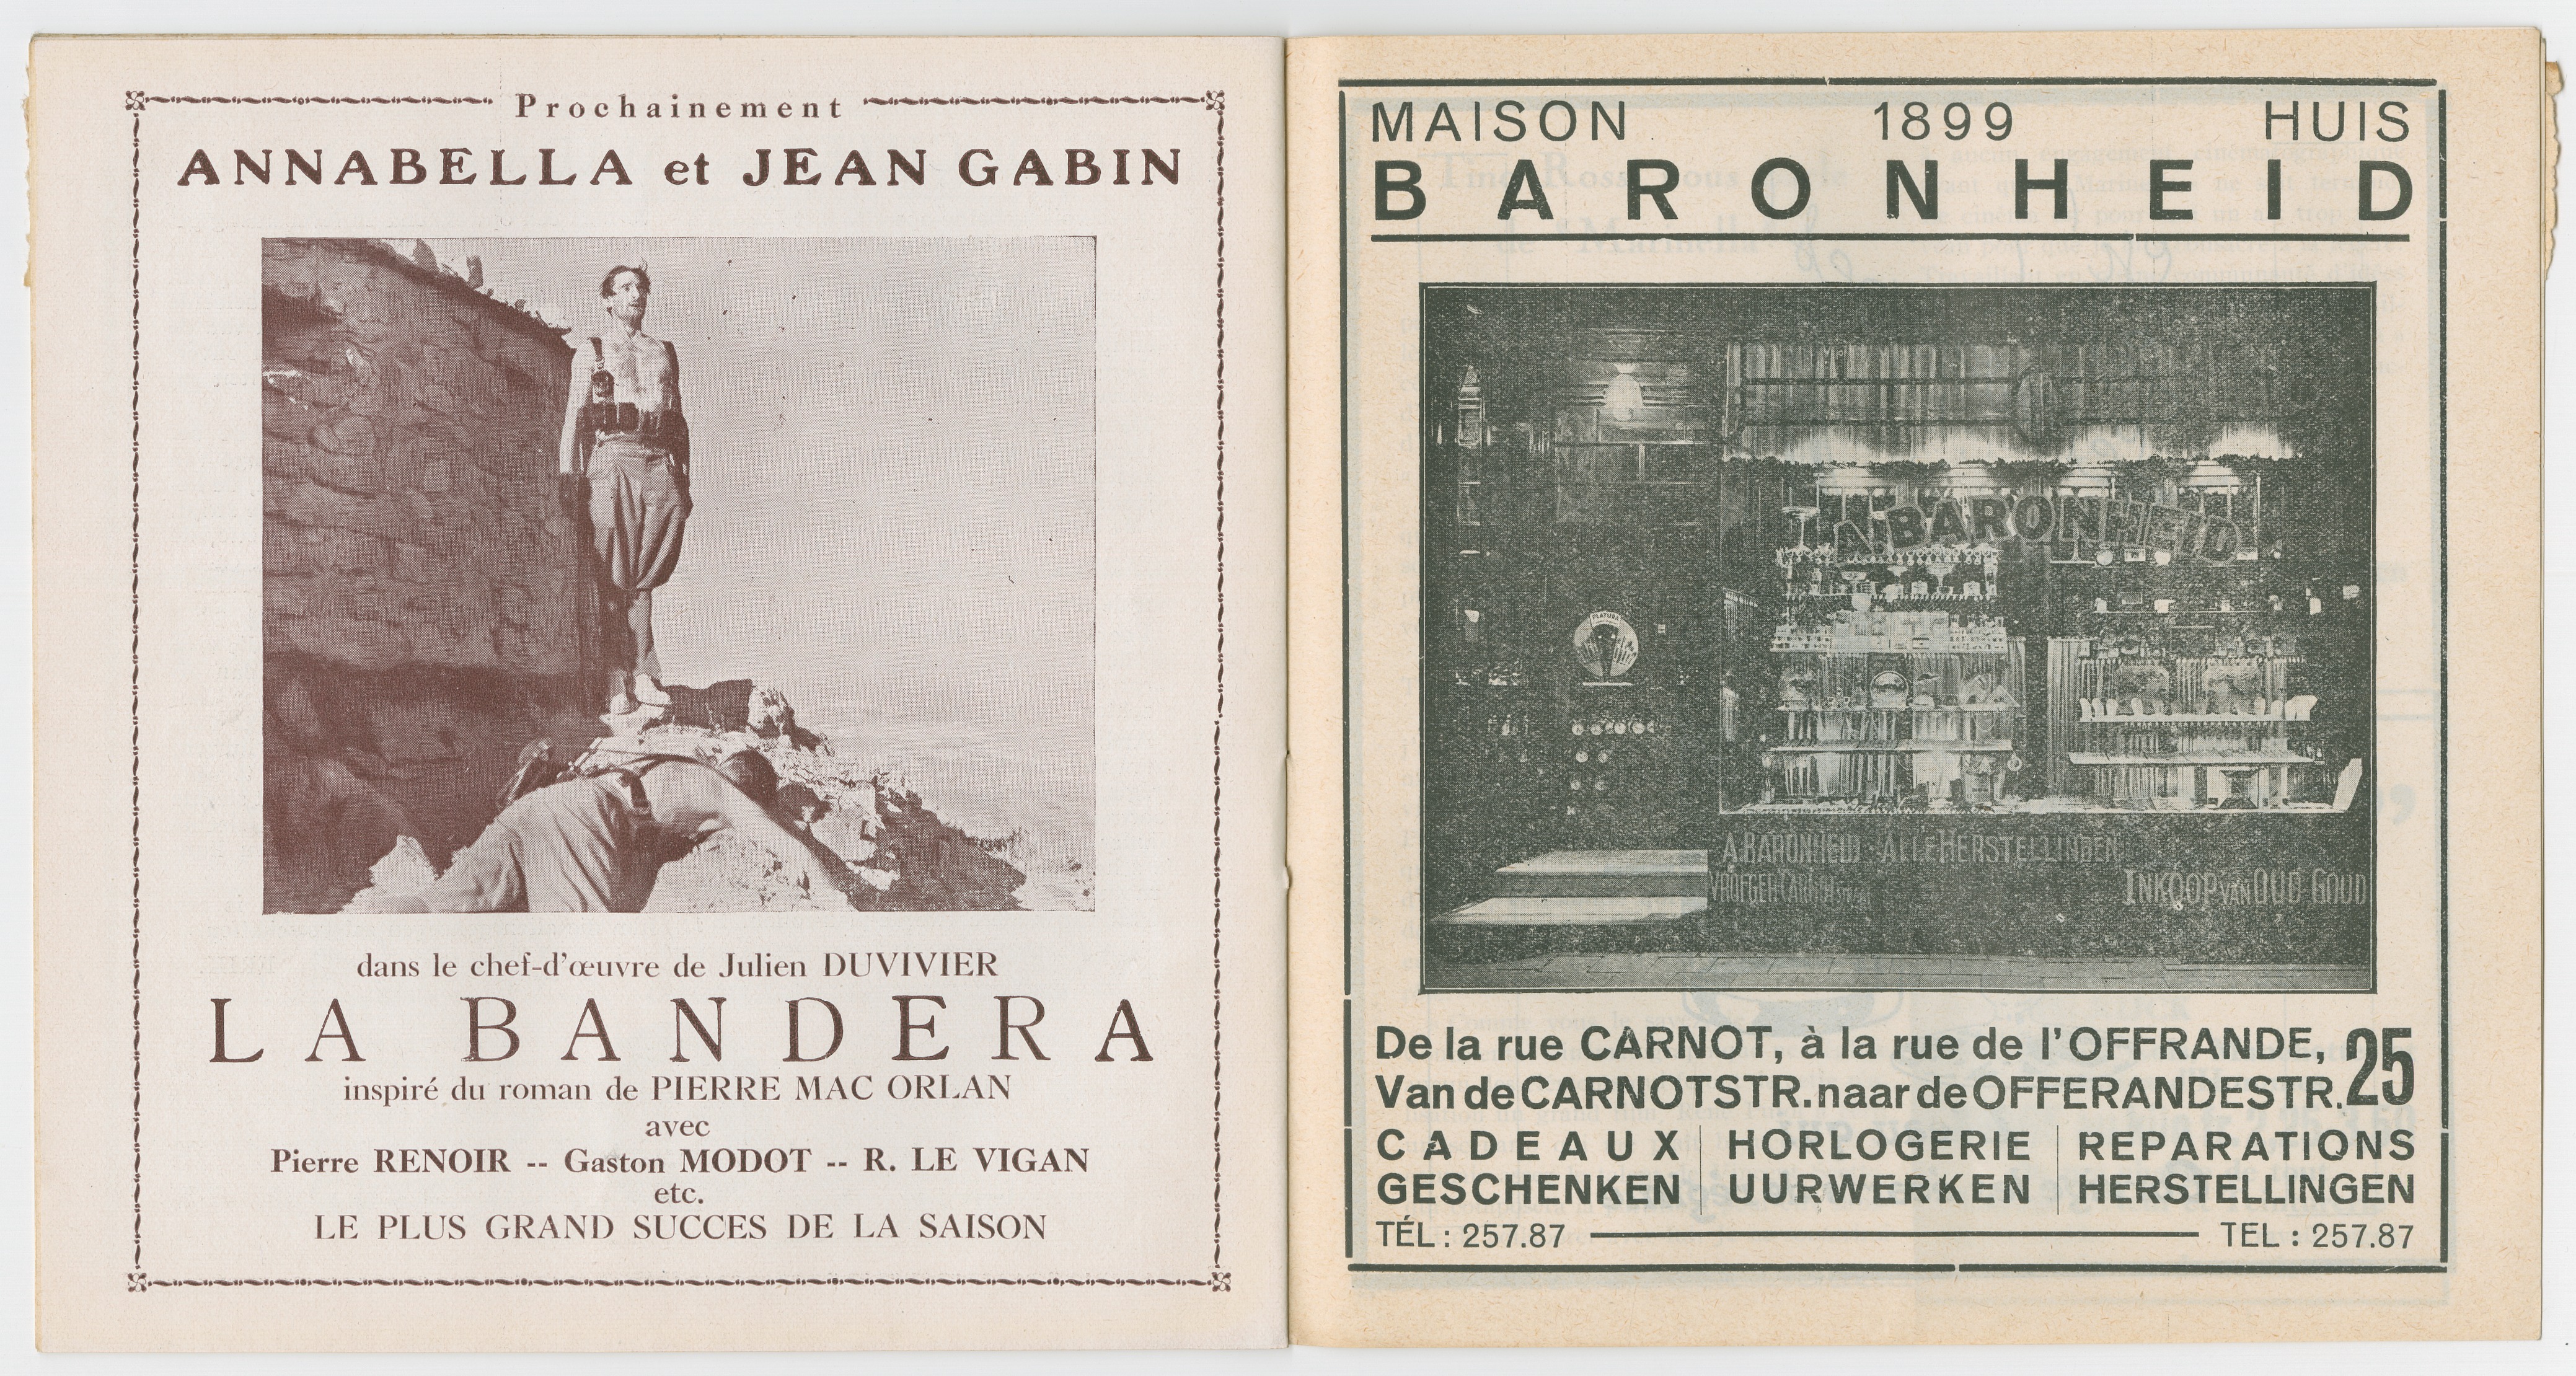 Prochainement
ANNABELLA et JEAN GABIN
dans le chef-d'œuvre de Julien DUVIVIER
LA BANDERA
inspiré du roman de PIERRE MAC ORLAN
avec
Pierre RENOIR -- Gaston MODOT -- R. LE VIGAN
etc.
LE PLUS GRAND SUCCES DE LA SAISON
MAISON 1899 HUIS
BARONHEID
A. BARONHEID
A. BARONHEID ALLE HERSTELLINGEN
VROEGER CARNOTSTR
INKOOP VAN OUD GOUD
De la rue CARNOT, à la rue de l'OFFRANDE, 25
Van de CARNOTSTR. naar de OFFERANDESTR.
CADEAUX HORLOGERIE REPARATIONS
GESCHENKEN UURWERKEN HERSTELLINGEN
TÉL : 257.87 TEL : 257.87